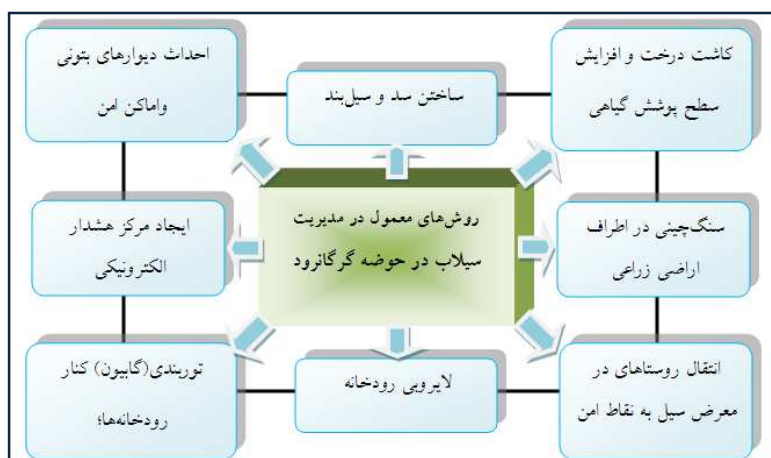 کاشت درخت و افزایش
سطح پوشش گیاهی
ساختن سد و سیل‌بند
احداث دیوارهای بتونی
واماکن امن
سنگ‌چینی در اطراف
اراضی زراعی
روش‌های معمول در مدیریت
سیلاب در حوضه گرگانرود
ایجاد مرکز هشدار
الکترونیکی
انتقال روستاهای در
معرض سیل به نقاط امن
لایروبی رودخانه
توربندی(گابیون) کنار
رودخانه‌ها؛